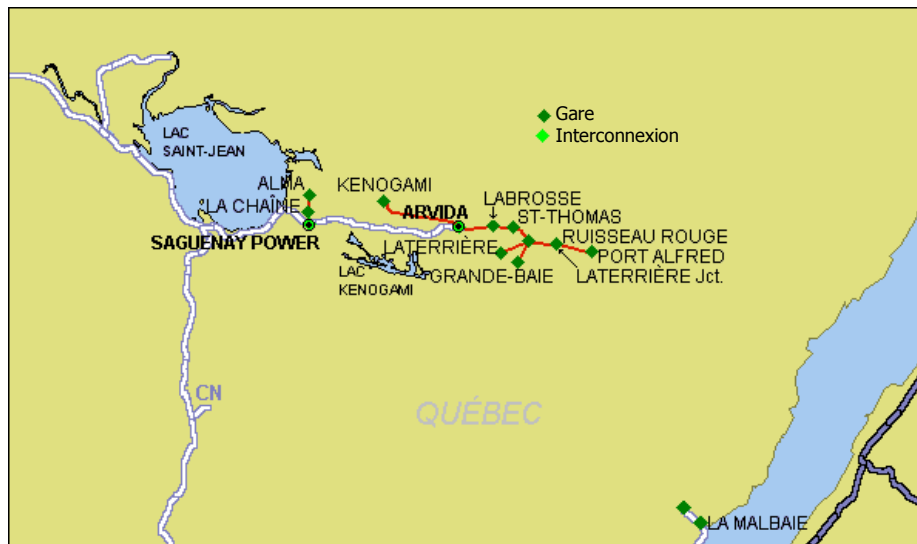 Gare
Interconnexion
LAC
SAINT-JEAN
ALMA
KENOGAMI
LA CHAÎNE
ARVIDA
LABROSSE
ST-THOMAS
SAGUENAY POWER
LATERRIÈRE
RUISSEAU ROUGE
PORT ALFRED
LAC
KENOGAMI
GRANDE-BAIE
LATERRIÈRE Jct.
CN
QUÉBEC
LA MALBAIE